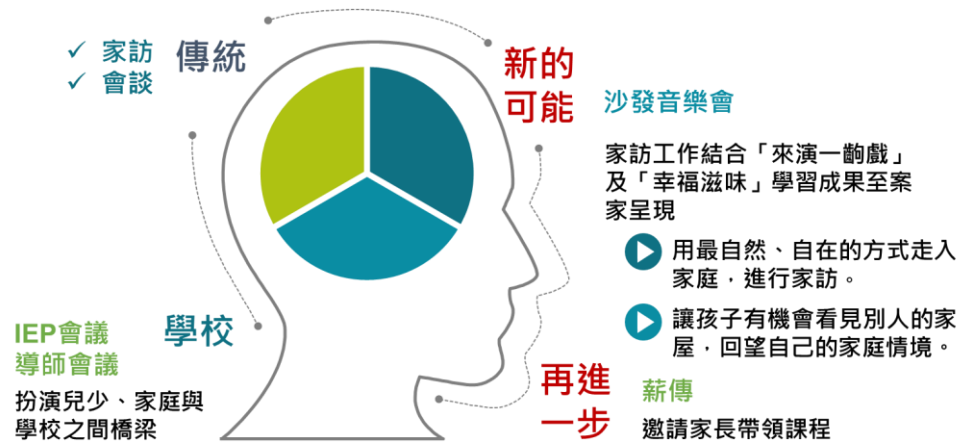 ✓ 家訪
✓ 會談
傳統
新的
可能
沙發音樂會
家訪工作結合「來演一齣戲」
及「幸福滋味」學習成果至案
家呈現
用最自然、自在的方式走入
家庭，進行家訪。
讓孩子有機會看見別人的家
屋，回望自己的家庭情境。
IEP會議
導師會議
學校
扮演兒少、家庭與
學校之間橋梁
再進
一步
薪傳
邀請家長帶領課程